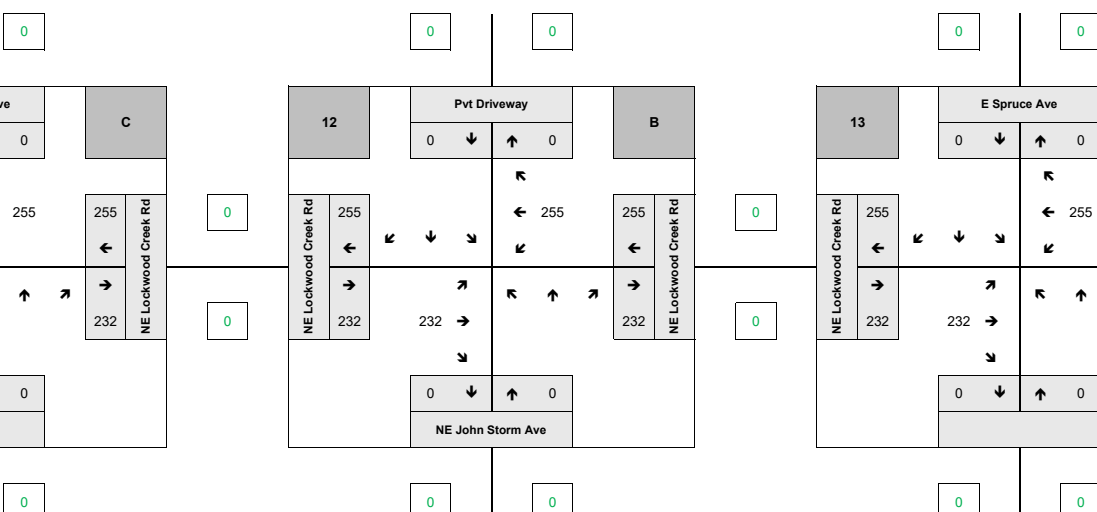 0 0 0 0 0
ve C 12 Pvt Driveway B 13 E Spruce Ave
0 0 ↓ ↑ 0 0 ↓ ↑ 0
↖ ↖
255 255 NE Lockwood Creek Rd 0 NE Lockwood Creek Rd 255 ← 255 255 NE Lockwood Creek Rd 0 NE Lockwood Creek Rd 255 ← 255
← ← ↙ ↓ ↘ ↙ ← ← ↙ ↓ ↘ ↙
↑ ↗ → → ↗ ↖ ↑ ↗ → → ↗ ↖ ↑
232 0 232 232 → 232 0 232 232 →
↘ ↘
0 0 ↓ ↑ 0 0 ↓ ↑ 0
NE John Storm Ave
0 0 0 0 0